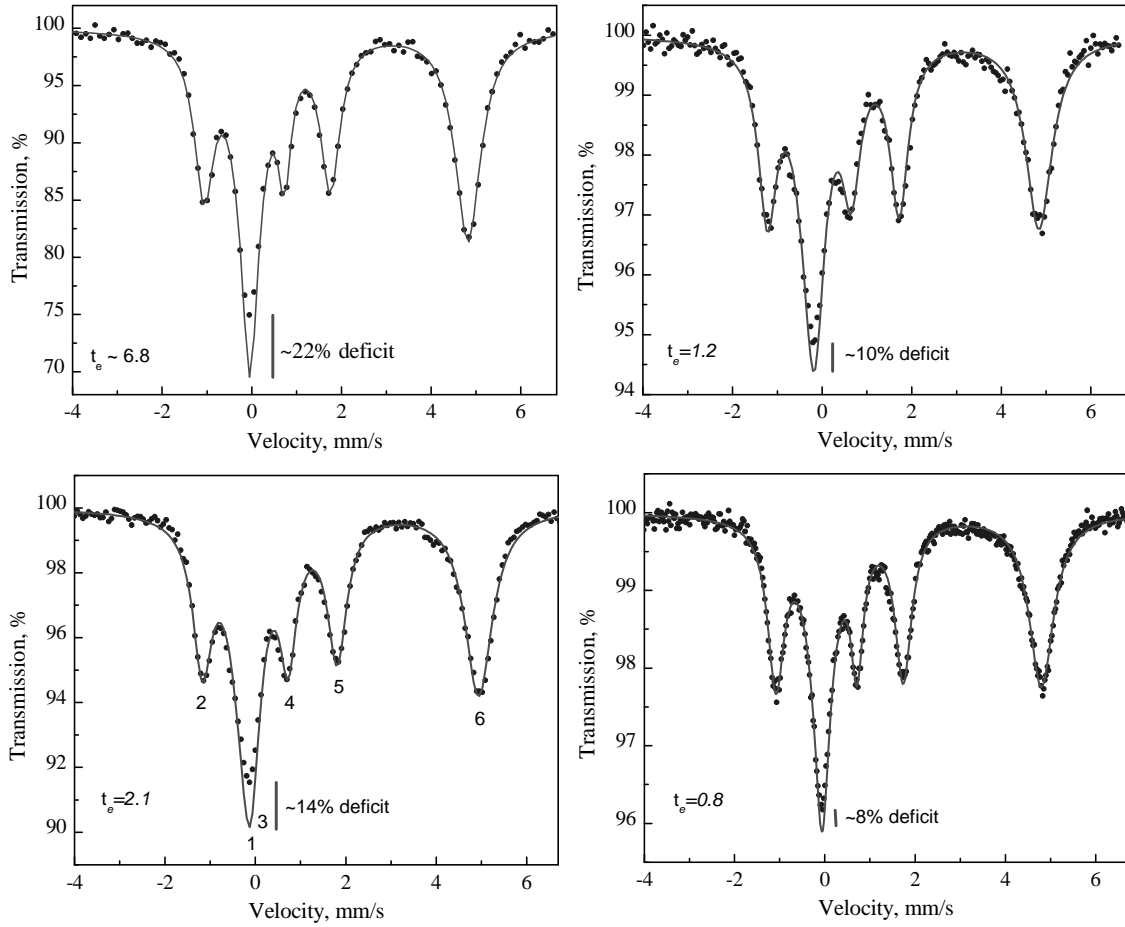 100
95
90
85
80
75
70
Transmission, %
t_e ~ 6.8
~22% deficit
-4 -2 0 2 4 6
Velocity, mm/s
100
99
98
97
96
95
94
Transmission, %
t_e=1.2
~10% deficit
-4 -2 0 2 4 6
Velocity, mm/s
100
98
96
94
92
90
Transmission, %
2
4
5
6
t_e=2.1
~14% deficit
3
1
-4 -2 0 2 4 6
Velocity, mm/s
100
99
98
97
96
Transmission, %
t_e=0.8
~8% deficit
-4 -2 0 2 4 6
Velocity, mm/s